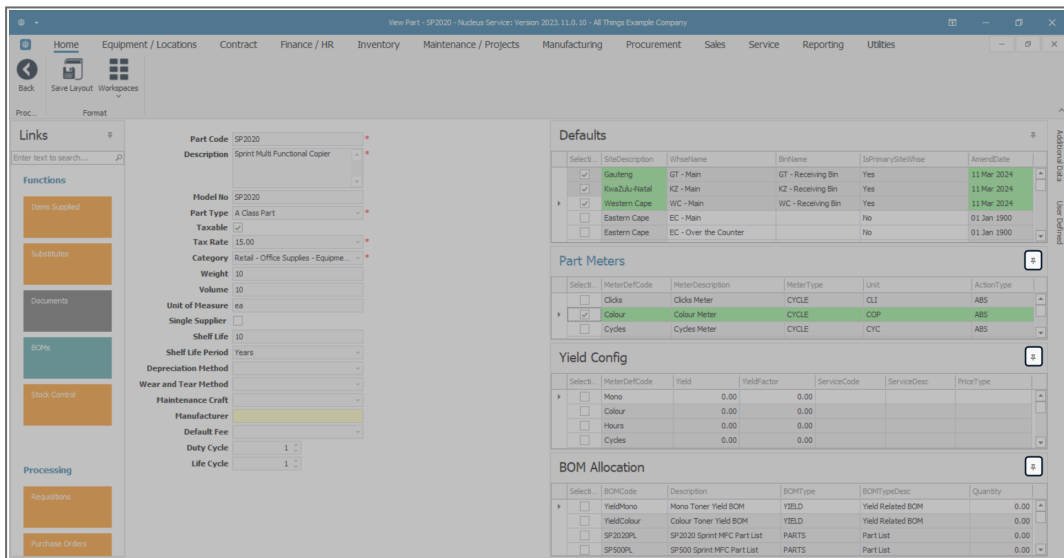 View Part - SP2020 - Nucleus Service: Version 2023.11.0.10 - All Things Example Company
Home Equipment / Locations Contract Finance / HR Inventory Maintenance / Projects Manufacturing Procurement Sales Service Reporting Utilities
Back Save Layout Workspaces
Proc... Format
Links
Enter text to search...
Functions
Items Supplied
Substitutes
Documents
BOMs
Stock Control
Processing
Requisitions
Purchase Orders
Part Code SP2020 *
Description Sprint Multi Functional Copier *
Model No SP2020
Part Type A Class Part *
Taxable
Tax Rate 15.00 *
Category Retail - Office Supplies - Equipme... *
Weight 10
Volume 10
Unit of Measure ea
Single Supplier
Shelf Life 10
Shelf Life Period Years
Depreciation Method
Wear and Tear Method
Maintenance Craft
Manufacturer
Default Fee
Duty Cycle 1
Life Cycle 1
Defaults
Selecti... SiteDescription WhseName BinName IsPrimarySiteWhse AmendDate
Gauteng GT - Main GT - Receiving Bin Yes 11 Mar 2024
KwaZulu-Natal KZ - Main KZ - Receiving Bin Yes 11 Mar 2024
Western Cape WC - Main WC - Receiving Bin Yes 11 Mar 2024
Eastern Cape EC - Main No 01 Jan 1900
Eastern Cape EC - Over the Counter No 01 Jan 1900
Part Meters
Selecti... MeterDefCode MeterDescription MeterType Unit ActionType
Clicks Clicks Meter CYCLE CLI ABS
Colour Colour Meter CYCLE COP ABS
Cycles Cycles Meter CYCLE CYC ABS
Yield Config
Selecti... MeterDefCode Yield YieldFactor ServiceCode ServiceDesc PriceType
Mono 0.00 0.00
Colour 0.00 0.00
Hours 0.00 0.00
Cycles 0.00 0.00
BOM Allocation
Selecti... BOMCode Description BOMType BOMTypeDesc Quantity
YieldMono Mono Toner Yield BOM YIELD Yield Related BOM 0.00
YieldColour Colour Toner Yield BOM YIELD Yield Related BOM 0.00
SP2020PL SP2020 Sprint MFC Part List PARTS Part List 0.00
SP500PL SP500 Sprint MFC Part List PARTS Part List 0.00
Additional Data
User Defined